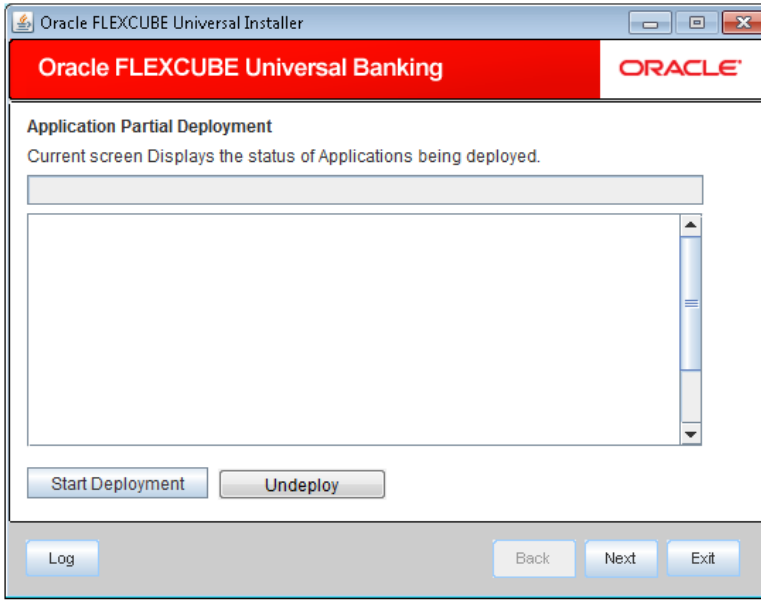 Oracle FLEXCUBE Universal Installer
Oracle FLEXCUBE Universal Banking
ORACLE
Application Partial Deployment
Current screen Displays the status of Applications being deployed.
Start Deployment
Undeploy
Log
Back
Next
Exit